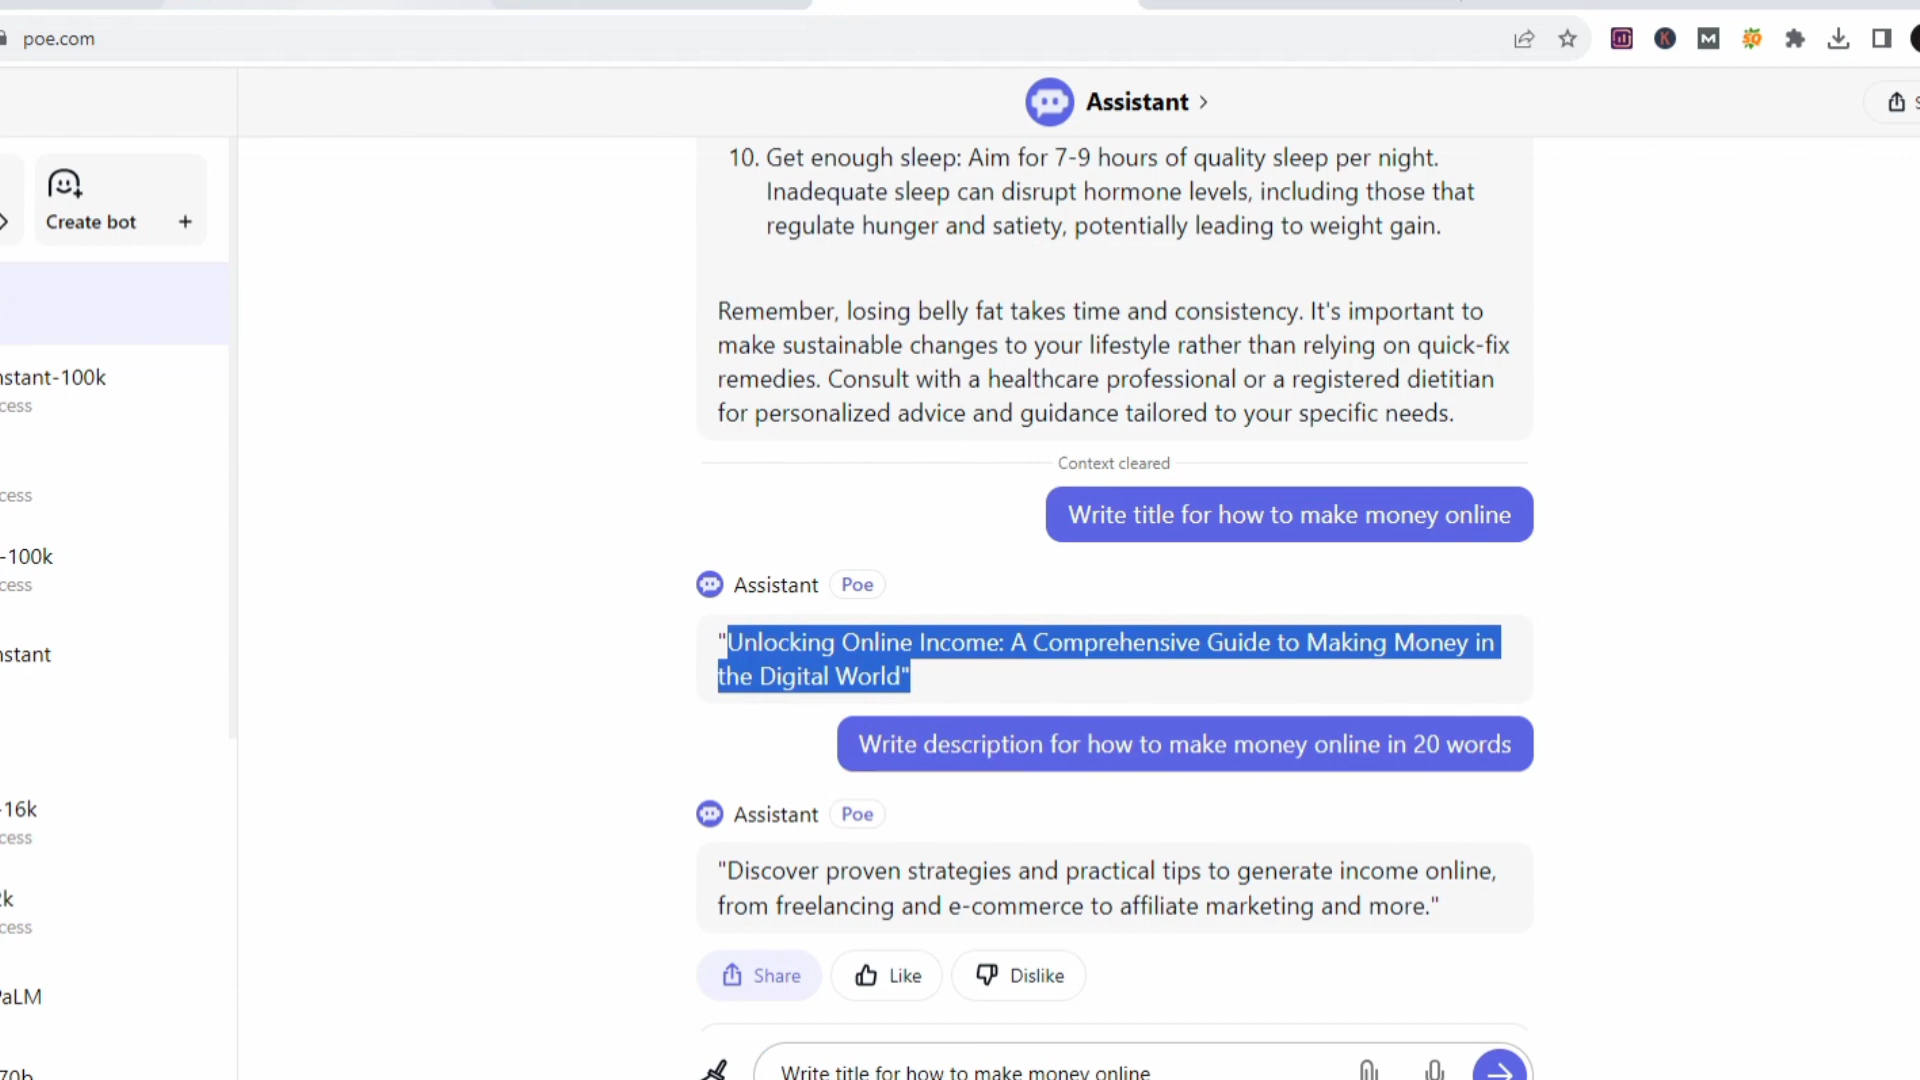 poe.com
Assistant
Create bot +
10. Get enough sleep: Aim for 7-9 hours of quality sleep per night.
Inadequate sleep can disrupt hormone levels, including those that
regulate hunger and satiety, potentially leading to weight gain.
Remember, losing belly fat takes time and consistency. It's important to
make sustainable changes to your lifestyle rather than relying on quick-fix
remedies. Consult with a healthcare professional or a registered dietitian
for personalized advice and guidance tailored to your specific needs.
Context cleared
Write title for how to make money online
Assistant Poe
"Unlocking Online Income: A Comprehensive Guide to Making Money in
the Digital World"
Write description for how to make money online in 20 words
Assistant Poe
"Discover proven strategies and practical tips to generate income online,
from freelancing and e-commerce to affiliate marketing and more."
Share Like Dislike
Write title for how to make money online
nstant-100k
cess
cess
-100k
cess
nstant
-16k
cess
2k
cess
PaLM
70b